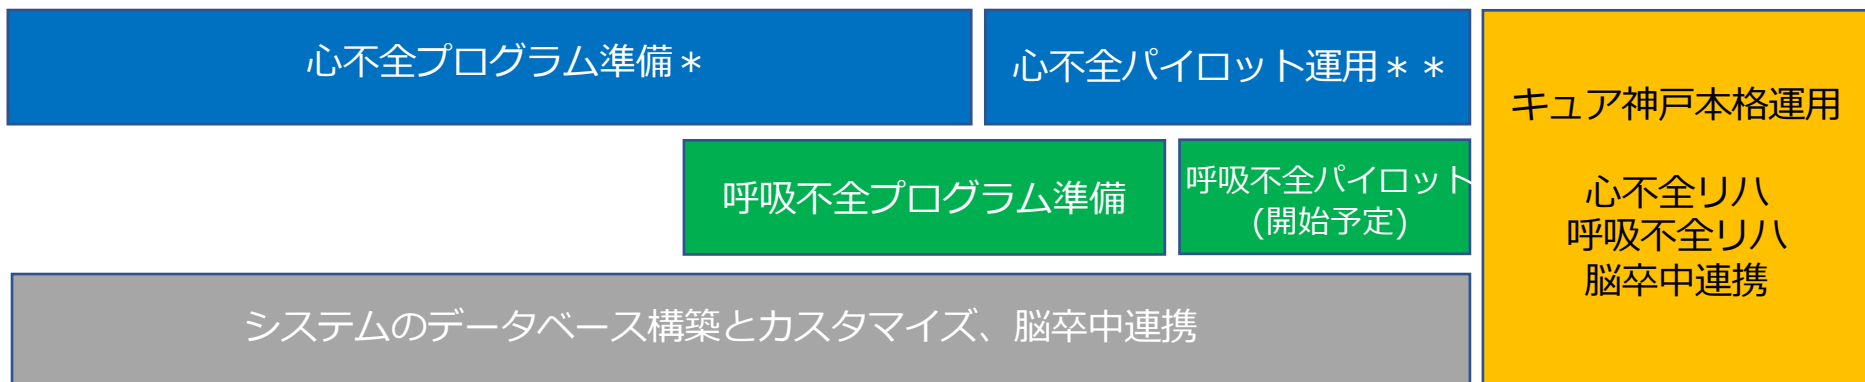 心不全プログラム準備＊
心不全パイロット運用＊＊
呼吸不全プログラム準備
呼吸不全パイロット
(開始予定)
システムのデータベース構築とカスタマイズ、脳卒中連携
キュア神戸本格運用
心不全リハ
呼吸不全リハ
脳卒中連携